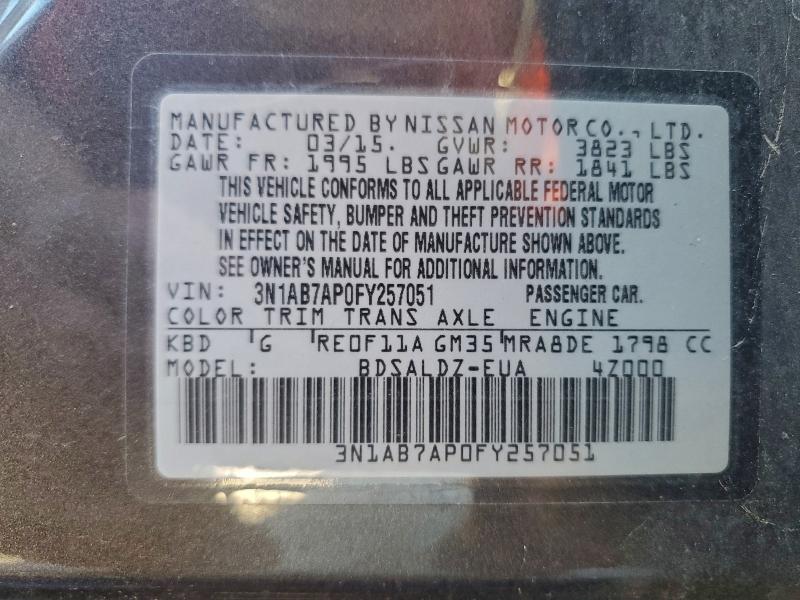 MANUFACTURED BY NISSAN MOTOR CO., LTD.
DATE: 03/15. GVWR: 3823 LBS
GAWR FR: 1995 LBS GAWR RR: 1841 LBS
THIS VEHICLE CONFORMS TO ALL APPLICABLE FEDERAL MOTOR
VEHICLE SAFETY, BUMPER AND THEFT PREVENTION STANDARDS
IN EFFECT ON THE DATE OF MANUFACTURE SHOWN ABOVE.
SEE OWNER'S MANUAL FOR ADDITIONAL INFORMATION.
VIN: 3N1AB7AP0FY257051 PASSENGER CAR.
COLOR TRIM TRANS AXLE ENGINE
KBD G RE0F11A GM35 MRA8DE 1798 CC
MODEL: BDSALDZ-EUA 4Z000
3N1AB7AP0FY257051